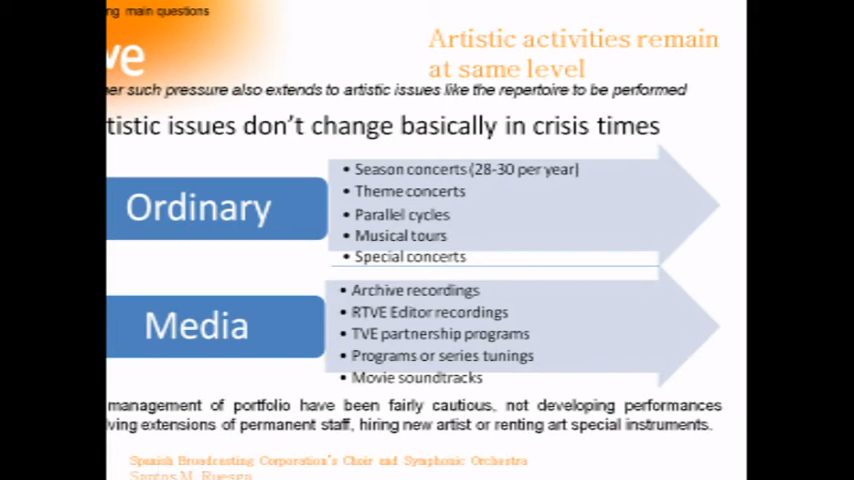 ng main questions
ve
Artistic activities remain
at same level
her such pressure also extends to artistic issues like the repertoire to be performed
tistic issues don't change basically in crisis times
Ordinary
• Season concerts (28-30 per year)
• Theme concerts
• Parallel cycles
• Musical tours
• Special concerts
Media
• Archive recordings
• RTVE Editor recordings
• TVE partnership programs
• Programs or series tunings
• Movie soundtracks
management of portfolio have been fairly cautious, not developing performances
ving extensions of permanent staff, hiring new artist or renting art special instruments.
Spanish Broadcasting Corporation's Choir and Symphonic Orchestra
Santos M. Ruesga